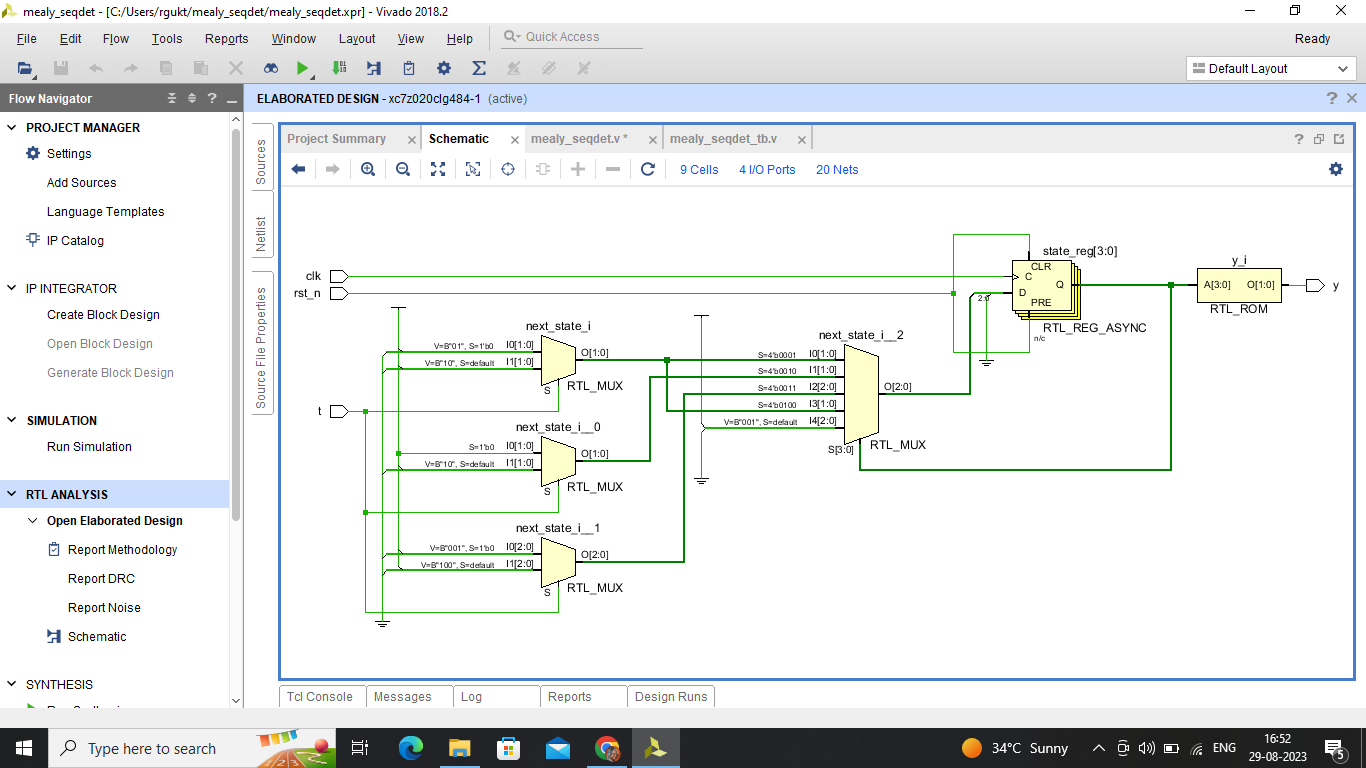 mealy_seqdet - [C:/Users/rgukt/mealy_seqdet/mealy_seqdet.xpr] - Vivado 2018.2
File Edit Flow Tools Reports Window Layout View Help Quick Access Ready
Default Layout
Flow Navigator
ELABORATED DESIGN - xc7z020clg484-1 (active)
PROJECT MANAGER
Settings
Add Sources
Language Templates
IP Catalog
IP INTEGRATOR
Create Block Design
Open Block Design
Generate Block Design
SIMULATION
Run Simulation
RTL ANALYSIS
Open Elaborated Design
Report Methodology
Report DRC
Report Noise
Schematic
SYNTHESIS
Sources
Netlist
Source File Properties
Project Summary Schematic mealy_seqdet.v * mealy_seqdet_tb.v
9 Cells 4 I/O Ports 20 Nets
clk
rst_n
t
next_state_i
V=B"01", S=1'b0 I0[1:0]
V=B"10", S=default I1[1:0]
O[1:0]
S
RTL_MUX
next_state_i__0
S=1'b0 I0[1:0]
V=B"10", S=default I1[1:0]
O[1:0]
S
RTL_MUX
next_state_i__1
V=B"001", S=1'b0 I0[2:0]
V=B"100", S=default I1[2:0]
O[2:0]
S
RTL_MUX
next_state_i__2
S=4'b0001 I0[1:0]
S=4'b0010 I1[1:0]
S=4'b0011 I2[2:0]
S=4'b0100 I3[1:0]
V=B"001", S=default I4[2:0]
O[2:0]
S[3:0]
RTL_MUX
state_reg[3:0]
CLR
C
Q
D
2:0
PRE
RTL_REG_ASYNC
n/c
y_i
A[3:0] O[1:0]
RTL_ROM
y
Tcl Console Messages Log Reports Design Runs
Type here to search
34°C Sunny
ENG
16:52
29-08-2023
5